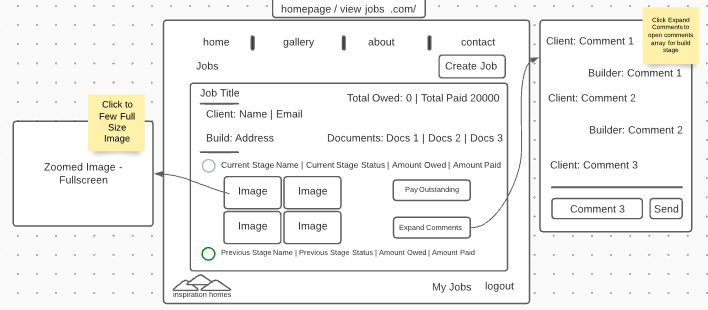 homepage / view jobs .com/
home
gallery
about
contact
Jobs
Create Job
Job Title
Total Owed: 0 | Total Paid 20000
Client: Name | Email
Build: Address
Documents: Docs 1 | Docs 2 | Docs 3
Current Stage Name | Current Stage Status | Amount Owed | Amount Paid
Image
Image
Pay Outstanding
Image
Image
Expand Comments
Previous Stage Name | Previous Stage Status | Amount Owed | Amount Paid
inspiration homes
My Jobs
logout
Click to
Few Full
Size
Image
Zoomed Image -
Fullscreen
Click Expand
Comments to
open comments
array for build
stage
Client: Comment 1
Builder: Comment 1
Client: Comment 2
Builder: Comment 2
Client: Comment 3
Comment 3
Send